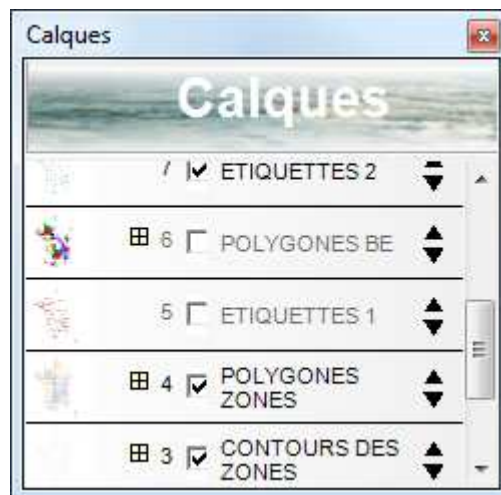 Calques
Calques
7 ETIQUETTES 2
6 POLYGONES BE
5 ETIQUETTES 1
4 POLYGONES
ZONES
3 CONTOURS DES
ZONES